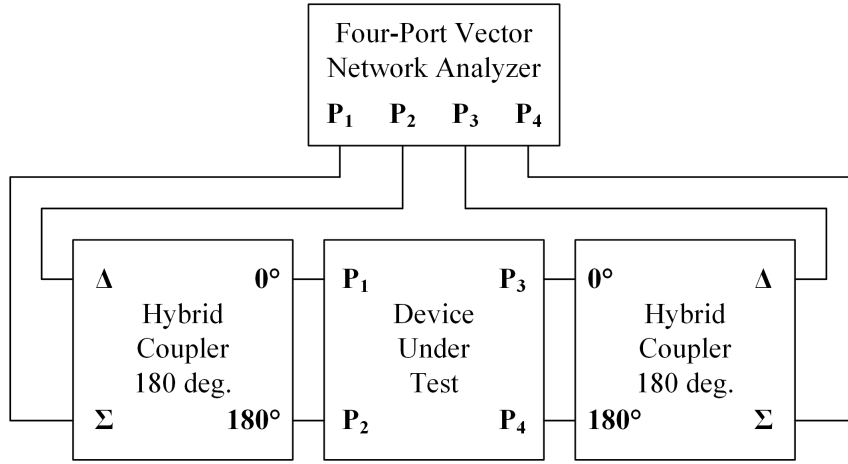 Four-Port Vector
Network Analyzer
P₁ P₂ P₃ P₄
Δ 0° P₁ P₃ 0° Δ
Hybrid Device Hybrid
Coupler Under Coupler
180 deg. Test 180 deg.
Σ 180° P₂ P₄ 180° Σ